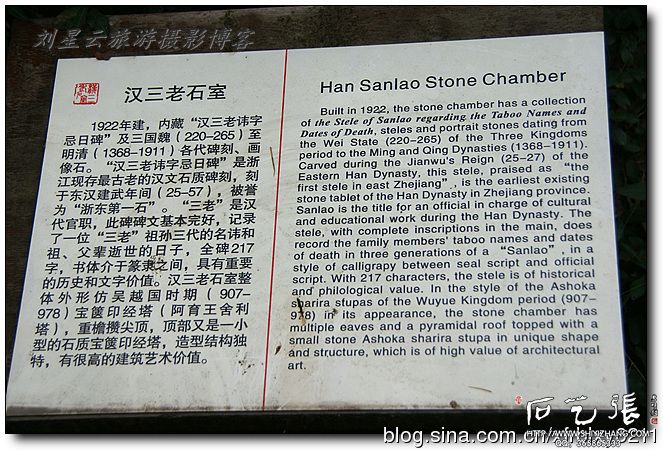 刘星云旅游摄影博客
汉三老石室
1922年建，内藏“汉三老讳字
忌日碑”及三国魏（220-265）至
明清（1368-1911）各代碑刻、画
像石。“汉三老讳字忌日碑”是浙
江现存最古老的汉文石质碑刻，刻
于东汉建武年间（25-57），被誉
为“浙东第一石”。“三老”是汉
代官职，此碑碑文基本完好，记录
了一位“三老”祖孙三代的名讳和
祖、父辈逝世的日子，全碑217
字，书体介于篆隶之间，具有重要
的历史和文字价值。汉三老石室整
体外形仿吴越国时期（907-
978）宝箧印经塔（阿育王舍利
塔），重檐攒尖顶，顶部又是一小
型的石质宝箧印经塔，造型结构独
特，有很高的建筑艺术价值。
Han Sanlao Stone Chamber
Built in 1922, the stone chamber has a collection
of the Stele of Sanlao regarding the Taboo Names and
Dates of Death, steles and portrait stones dating from
the Wei State (220-265) of the Three Kingdoms
period to the Ming and Qing Dynasties (1368-1911).
Carved during the Jianwu's Reign (25-27) of the
Eastern Han Dynasty, this stele, praised as “the
first stele in east Zhejiang”, is the earliest existing
stone tablet of the Han Dynasty in Zhejiang province.
Sanlao is the title for an official in charge of cultural
and educational work during the Han Dynasty. The
stele, with complete inscriptions in the main, does
record the family members' taboo names and dates
of death in three generations of a “Sanlao”, in a
style of calligrapy between seal script and official
script. With 217 characters, the stele is of historical
and philological value. In the style of the Ashoka
sharira stupas of the Wuyue Kingdom period (907-
978) in its appearance, the stone chamber has
multiple eaves and a pyramidal roof topped with a
small stone Ashoka sharira stupa in unique shape
and structure, which is of high value of architectural
art.
石艺張